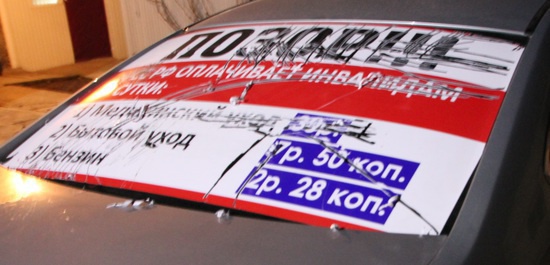 ПОЗОР!!!
ФСС РФ ОПЛАЧИВАЕТ ИНВАЛИДАМ
СУТКИ:
1) Медицинский уход
2) Бытовой уход 7р. 50 коп.
3) Бензин 2р. 28 коп.